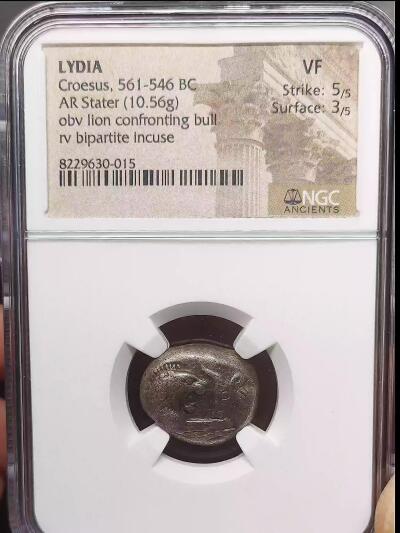 LYDIA
Croesus, 561-546 BC
AR Stater (10.56g)
obv lion confronting bull
rv bipartite incuse
8229630-015
VF
Strike: 5/5
Surface: 3/5
NGC
ANCIENTS